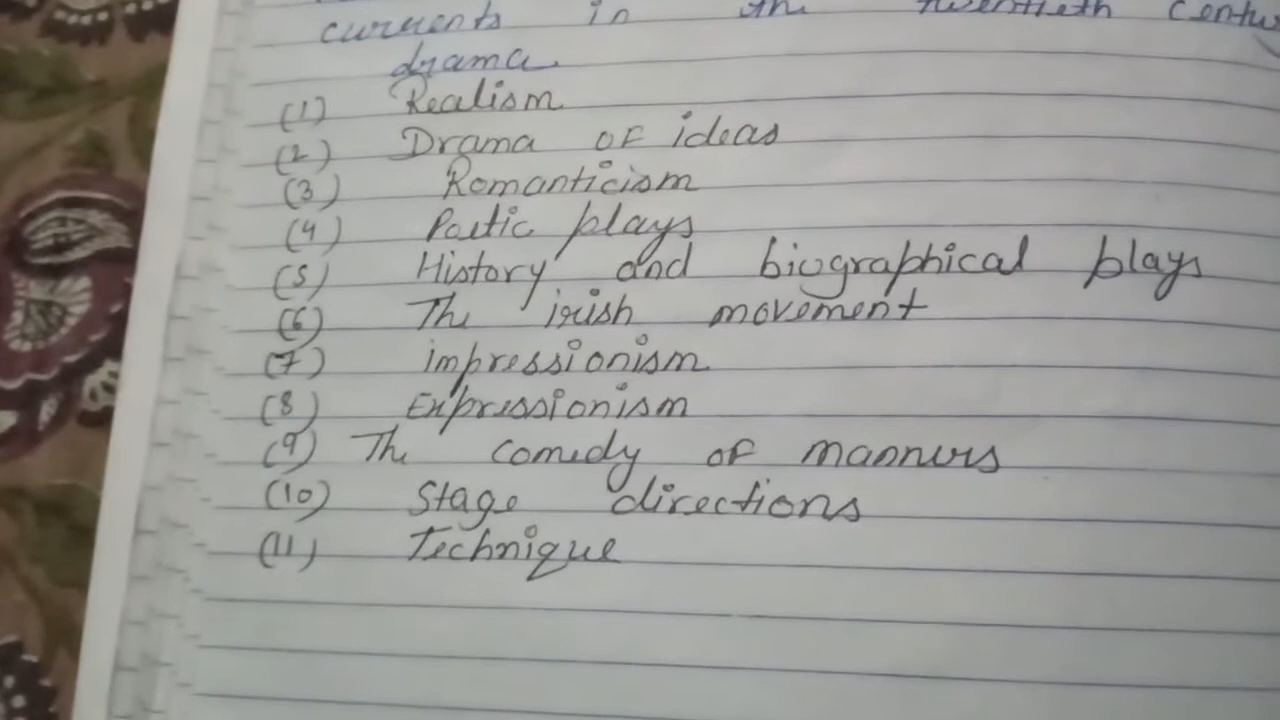 currents in the twentieth Centu
drama.
(1) Realism
(2) Drama of ideas
(3) Romanticism
(4) Poetic plays
(5) History and biographical plays
(6) The irish movement
(7) impressionism
(8) Expressionism
(9) The comedy of manners
(10) Stage directions
(11) Technique